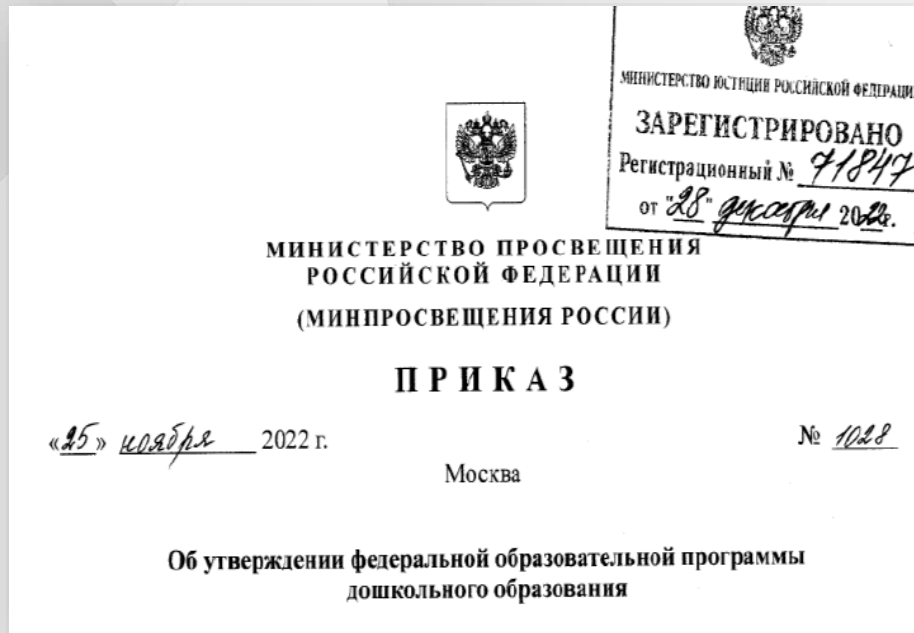 МИНИСТЕРСТВО ЮСТИЦИИ РОССИЙСКОЙ ФЕДЕРАЦИИ
ЗАРЕГИСТРИРОВАНО
Регистрационный № 71847
от "28" декабря 2022г.
МИНИСТЕРСТВО ПРОСВЕЩЕНИЯ
РОССИЙСКОЙ ФЕДЕРАЦИИ
(МИНПРОСВЕЩЕНИЯ РОССИИ)
ПРИКАЗ
«25» ноября 2022 г.
№ 1028
Москва
Об утверждении федеральной образовательной программы
дошкольного образования